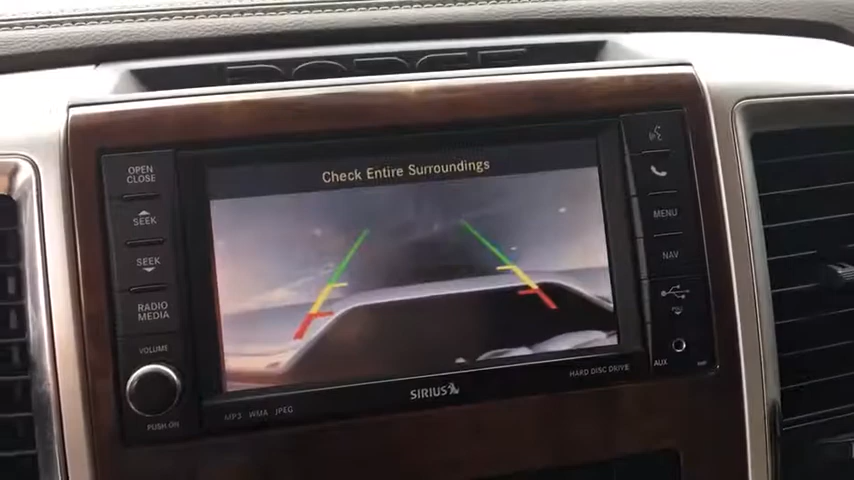 DODGE
Check Entire Surroundings
OPEN
CLOSE
SEEK
SEEK
RADIO
MEDIA
VOLUME
PUSH ON
MENU
NAV
AUX
MP3 WMA JPEG
SIRIUS
HARD DISC DRIVE